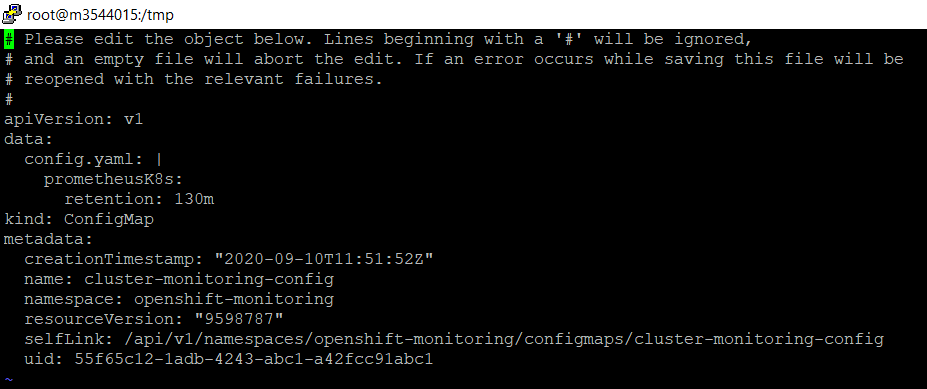 root@m3544015:/tmp
# Please edit the object below. Lines beginning with a '#' will be ignored,
# and an empty file will abort the edit. If an error occurs while saving this file will be
# reopened with the relevant failures.
#
apiVersion: v1
data:
  config.yaml: |
    prometheusK8s:
      retention: 130m
kind: ConfigMap
metadata:
  creationTimestamp: "2020-09-10T11:51:52Z"
  name: cluster-monitoring-config
  namespace: openshift-monitoring
  resourceVersion: "9598787"
  selfLink: /api/v1/namespaces/openshift-monitoring/configmaps/cluster-monitoring-config
  uid: 55f65c12-1adb-4243-abc1-a42fcc91abc1
~